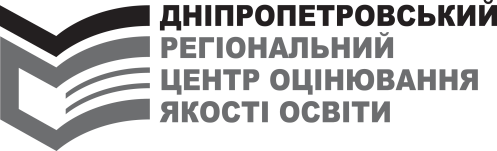 ДНІПРОПЕТРОВСЬКИЙ
РЕГІОНАЛЬНИЙ
ЦЕНТР ОЦІНЮВАННЯ
ЯКОСТІ ОСВІТИ